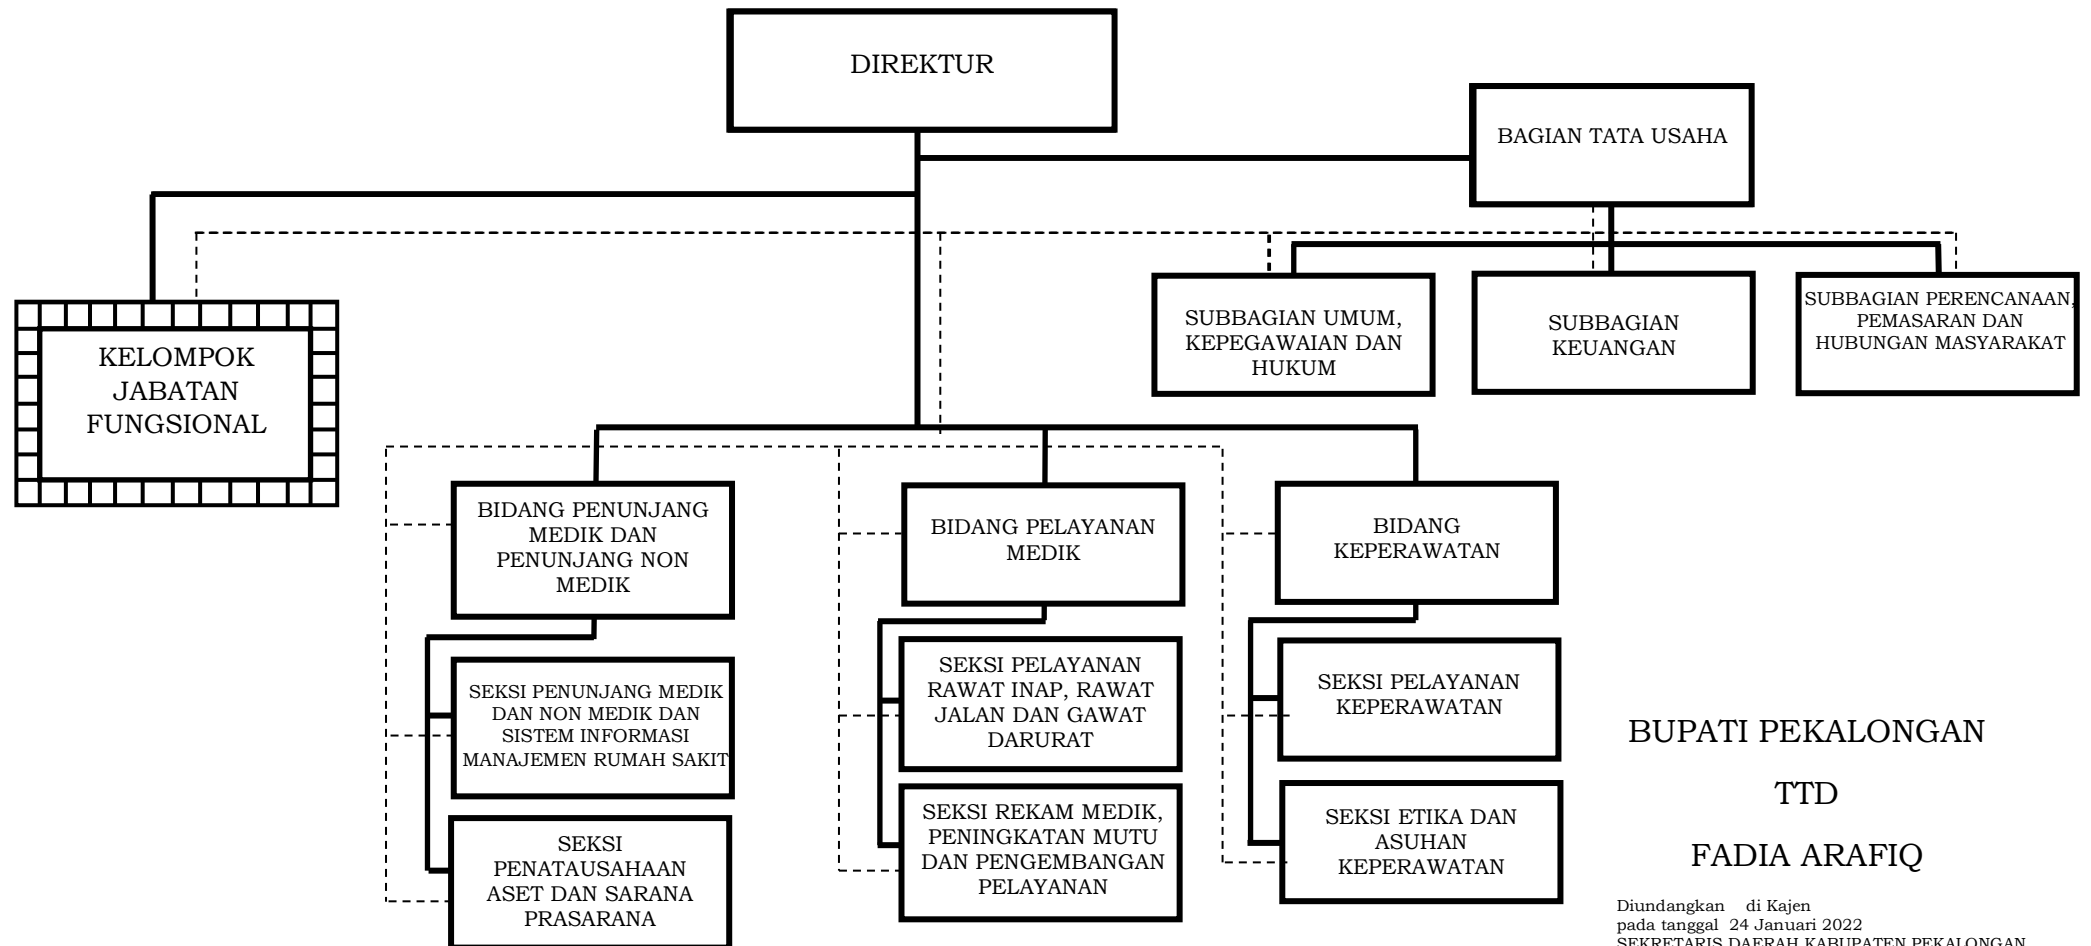 DIREKTUR
BAGIAN TATA USAHA
KELOMPOK
JABATAN
FUNGSIONAL
SUBBAGIAN UMUM,
KEPEGAWAIAN DAN
HUKUM
SUBBAGIAN
KEUANGAN
SUBBAGIAN PERENCANAAN,
PEMASARAN DAN
HUBUNGAN MASYARAKAT
BIDANG PENUNJANG
MEDIK DAN
PENUNJANG NON
MEDIK
BIDANG PELAYANAN
MEDIK
BIDANG
KEPERAWATAN
SEKSI PENUNJANG MEDIK
DAN NON MEDIK DAN
SISTEM INFORMASI
MANAJEMEN RUMAH SAKIT
SEKSI PELAYANAN
RAWAT INAP, RAWAT
JALAN DAN GAWAT
DARURAT
SEKSI PELAYANAN
KEPERAWATAN
SEKSI
PENATAUSAHAAN
ASET DAN SARANA
PRASARANA
SEKSI REKAM MEDIK,
PENINGKATAN MUTU
DAN PENGEMBANGAN
PELAYANAN
SEKSI ETIKA DAN
ASUHAN
KEPERAWATAN
BUPATI PEKALONGAN
TTD
FADIA ARAFIQ
Diundangkan di Kajen
pada tanggal 24 Januari 2022
SEKRETARIS DAERAH KABUPATEN PEKALONGAN